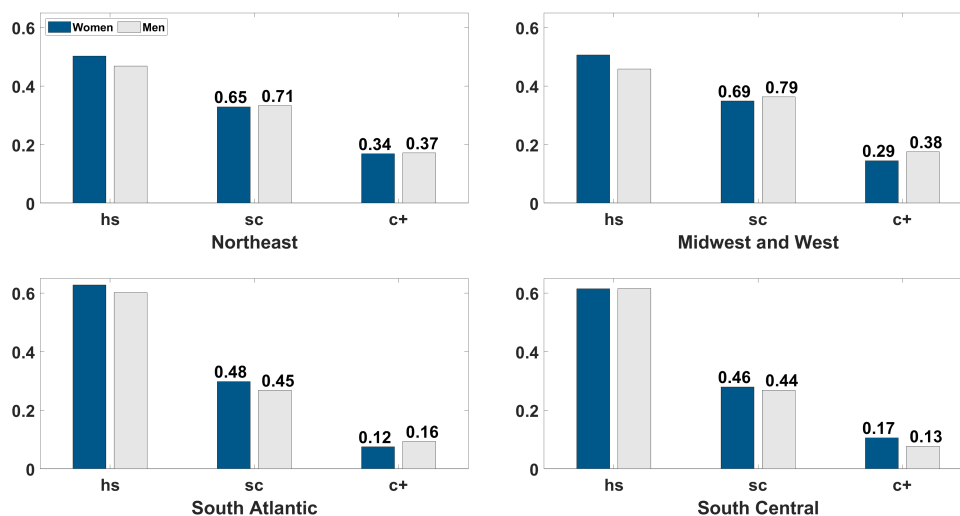 Women Men
0.6
0.4
0.2
0
0.65 0.71
0.34 0.37
hs sc c+
Northeast
0.6
0.4
0.2
0
0.69 0.79
0.29 0.38
hs sc c+
Midwest and West
0.6
0.4
0.2
0
0.48 0.45
0.12 0.16
hs sc c+
South Atlantic
0.6
0.4
0.2
0
0.46 0.44
0.17 0.13
hs sc c+
South Central